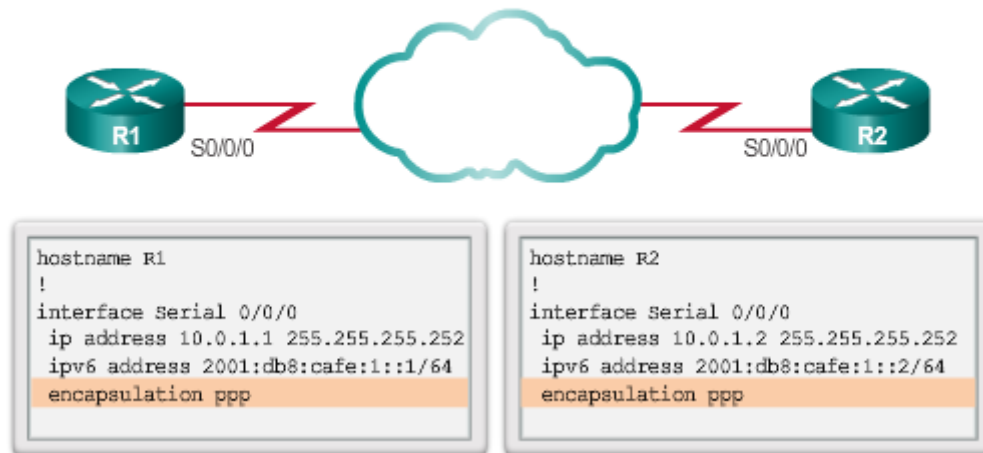 R1
S0/0/0
S0/0/0
R2
hostname R1
!
interface Serial 0/0/0
ip address 10.0.1.1 255.255.255.252
ipv6 address 2001:db8:cafe:1::1/64
encapsulation ppp
hostname R2
!
interface Serial 0/0/0
ip address 10.0.1.2 255.255.255.252
ipv6 address 2001:db8:cafe:1::2/64
encapsulation ppp